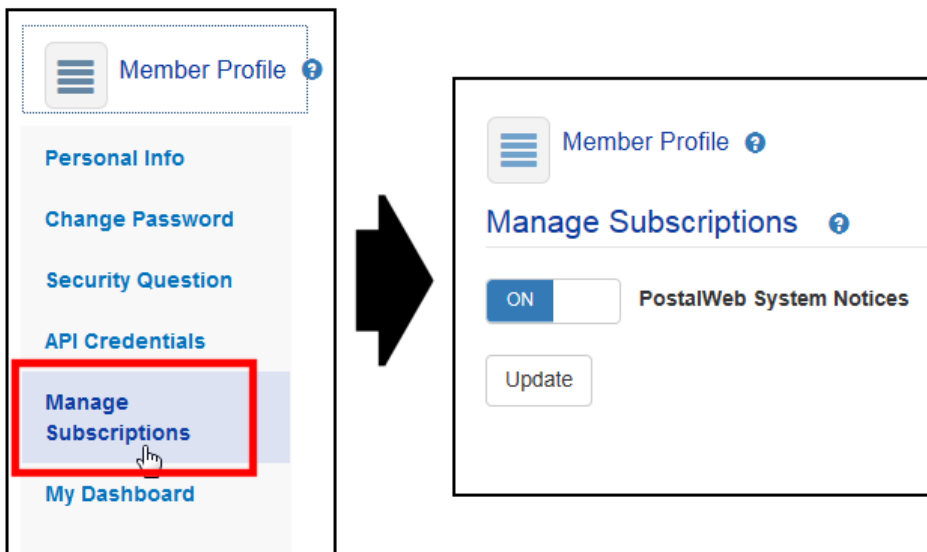 Member Profile
Personal Info
Change Password
Security Question
API Credentials
Manage
Subscriptions
My Dashboard
Member Profile
Manage Subscriptions
ON
PostalWeb System Notices
Update